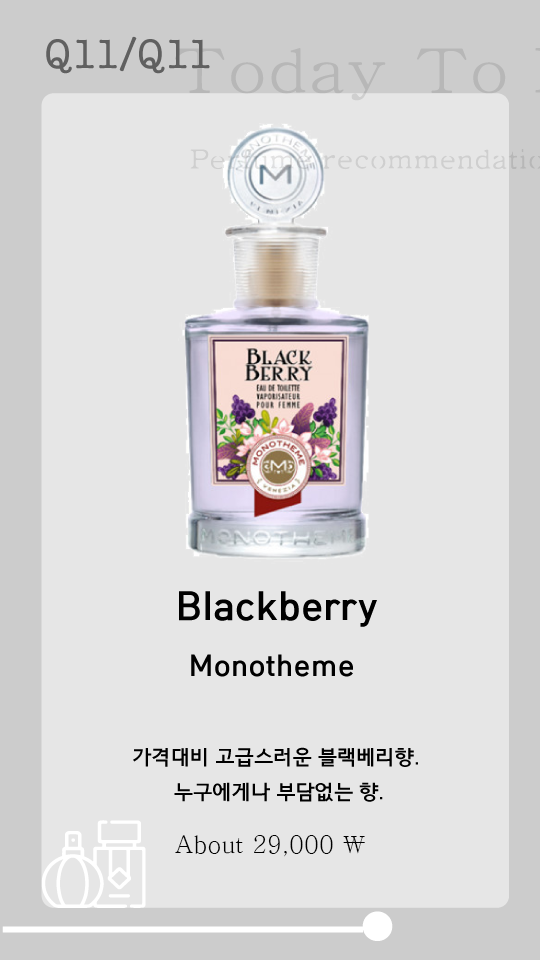 Q11/Q11
Today To
Perfume recommendatio
MONOTHEME
M
VENEZIA
BLACK
BERRY
EAU DE TOILETTE
VAPORISATEUR
POUR FEMME
MONOTHEME
M
VENEZIA
MONOTHEME
Blackberry
Monotheme
가격대비 고급스러운 블랙베리향.
누구에게나 부담없는 향.
About 29,000 ₩